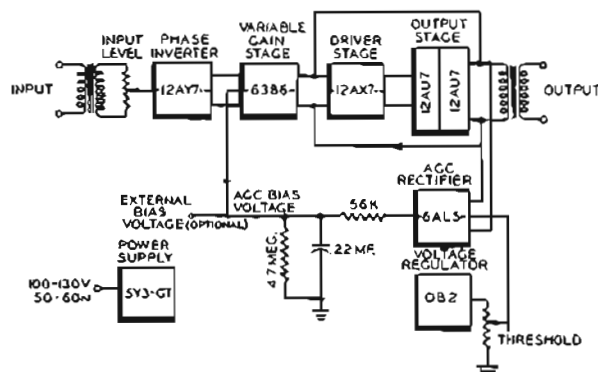 INPUT
INPUT
LEVEL
PHASE
INVERTER
12AY7
VARIABLE
GAIN
STAGE
6386
DRIVER
STAGE
12AX7
OUTPUT
STAGE
12AU7
12AU7
OUTPUT
EXTERNAL
BIAS
VOLTAGE (OPTIONAL)
AGC BIAS
VOLTAGE
56K
4.7 MEG.
.22 MF.
AGC
RECTIFIER
6AL5
VOLTAGE
REGULATOR
OB2
THRESHOLD
POWER
SUPPLY
100-130V
50-60~
5Y3-GT